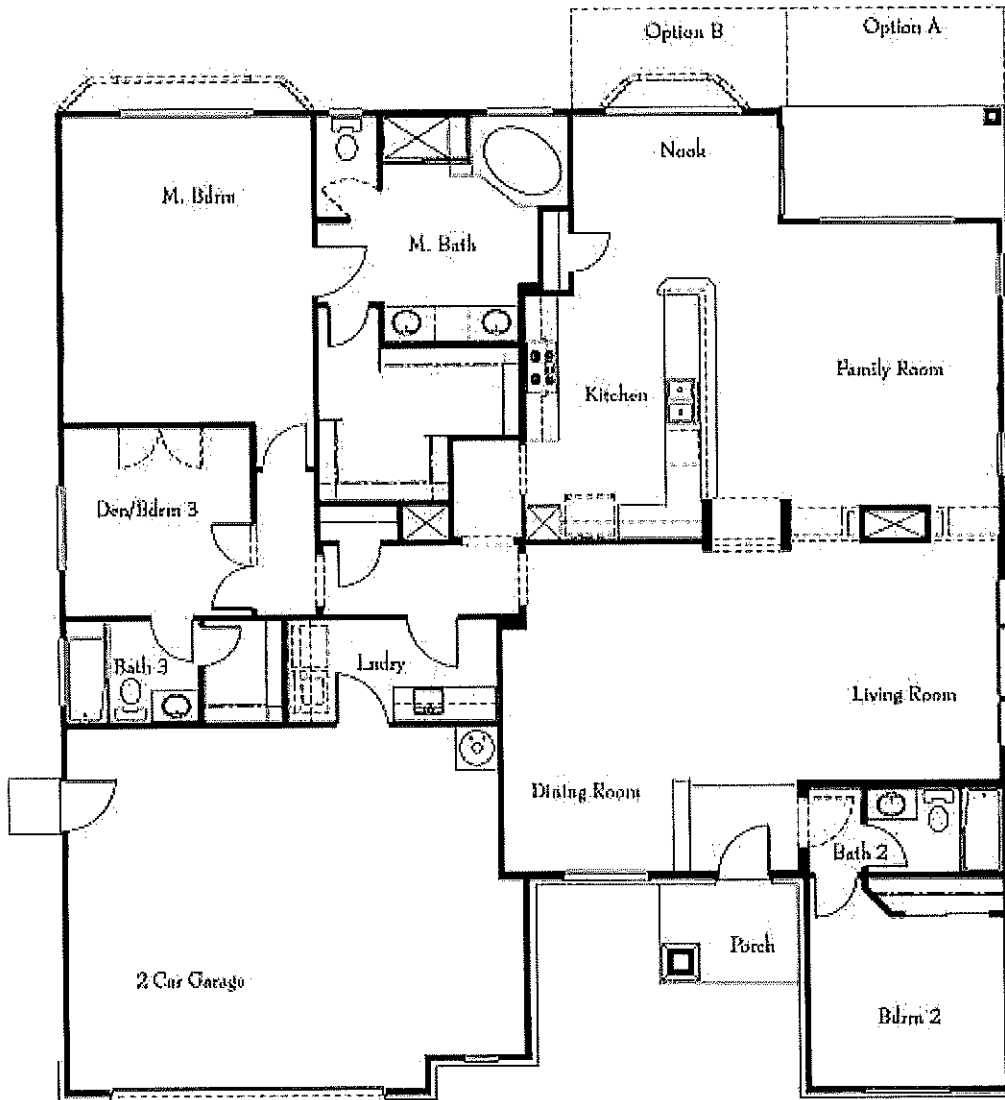 Option B
Option A
Nook
M. Bdrm
M. Bath
Family Room
Kitchen
Den/Bdrm 3
Bath 3
Lndry
Living Room
Dining Room
Bath 2
Porch
2 Car Garage
Bdrm 2